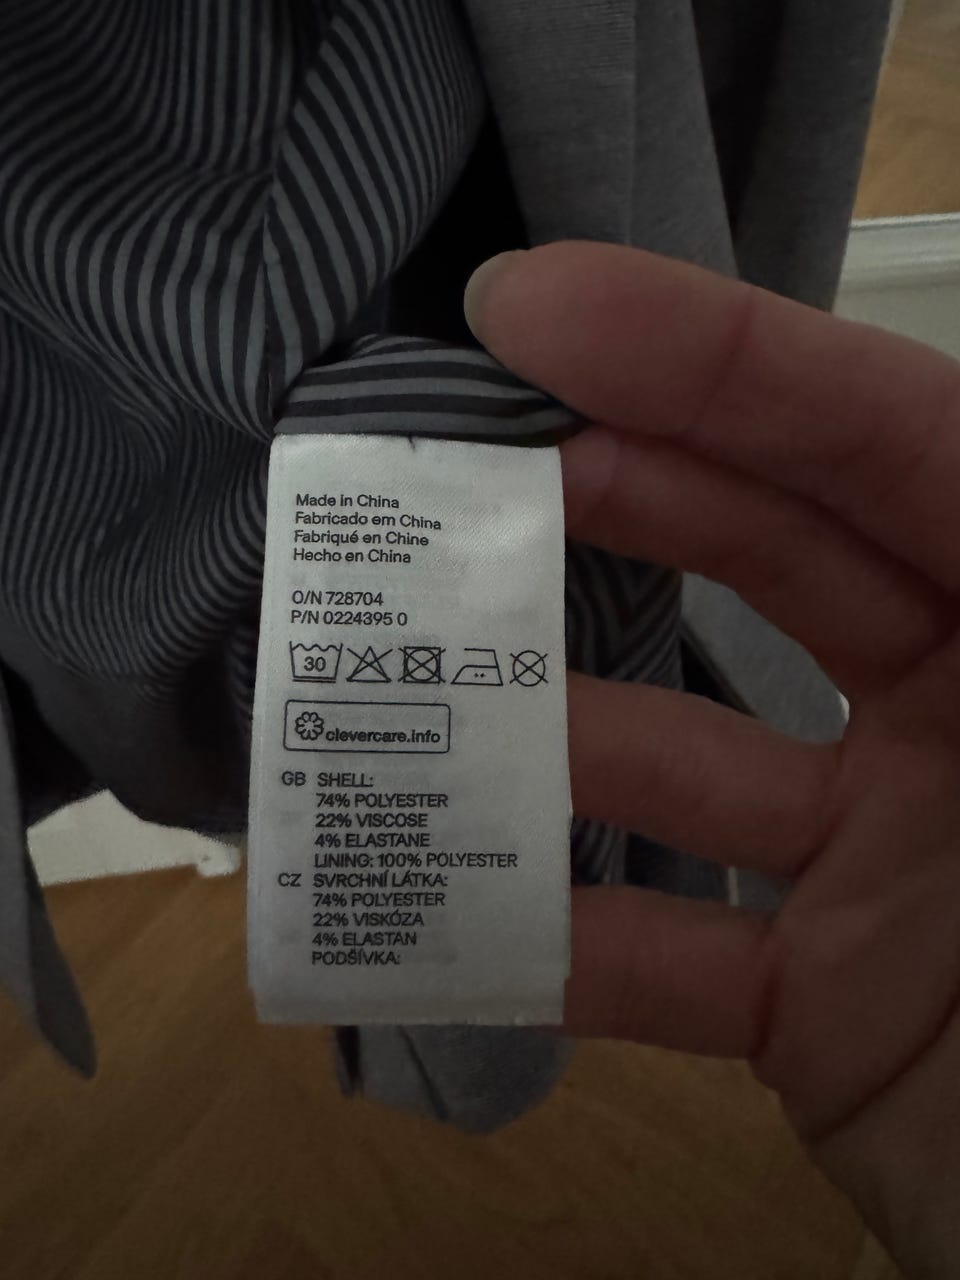 Made in China
Fabricado em China
Fabriqué en Chine
Hecho en China
O/N 728704
P/N 0224395 0
30
clevercare.info
GB SHELL:
74% POLYESTER
22% VISCOSE
4% ELASTANE
LINING: 100% POLYESTER
CZ SVRCHNÍ LÁTKA:
74% POLYESTER
22% VISKÓZA
4% ELASTAN
PODŠÍVKA: